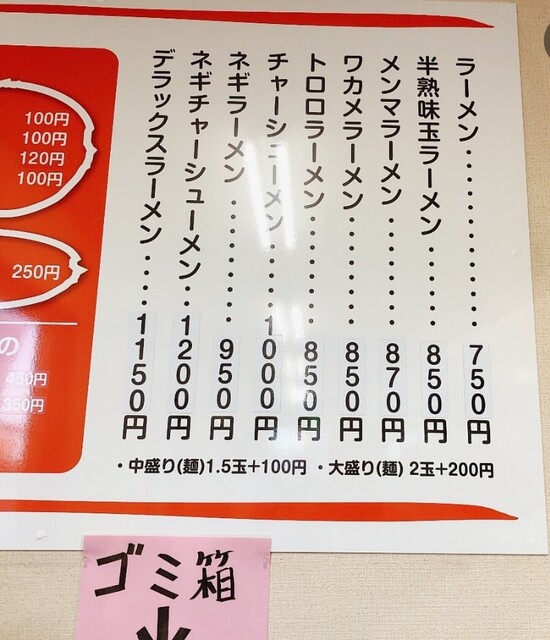 ラーメン・・・・・・・・・・・・・・750円
半熟味玉ラーメン・・・・・・・850円
メンマラーメン・・・・・・・・・870円
ワカメラーメン・・・・・・・・・850円
トロロラーメン・・・・・・・・・850円
チャーシューメン・・・・・・1000円
ネギラーメン・・・・・・・・・・950円
ネギチャーシューメン・・・1200円
デラックスラーメン・・・・1150円
・中盛り(麺)1.5玉+100円 ・大盛り(麺) 2玉+200円
100円
100円
120円
100円
250円
の
450円
350円
ゴミ箱